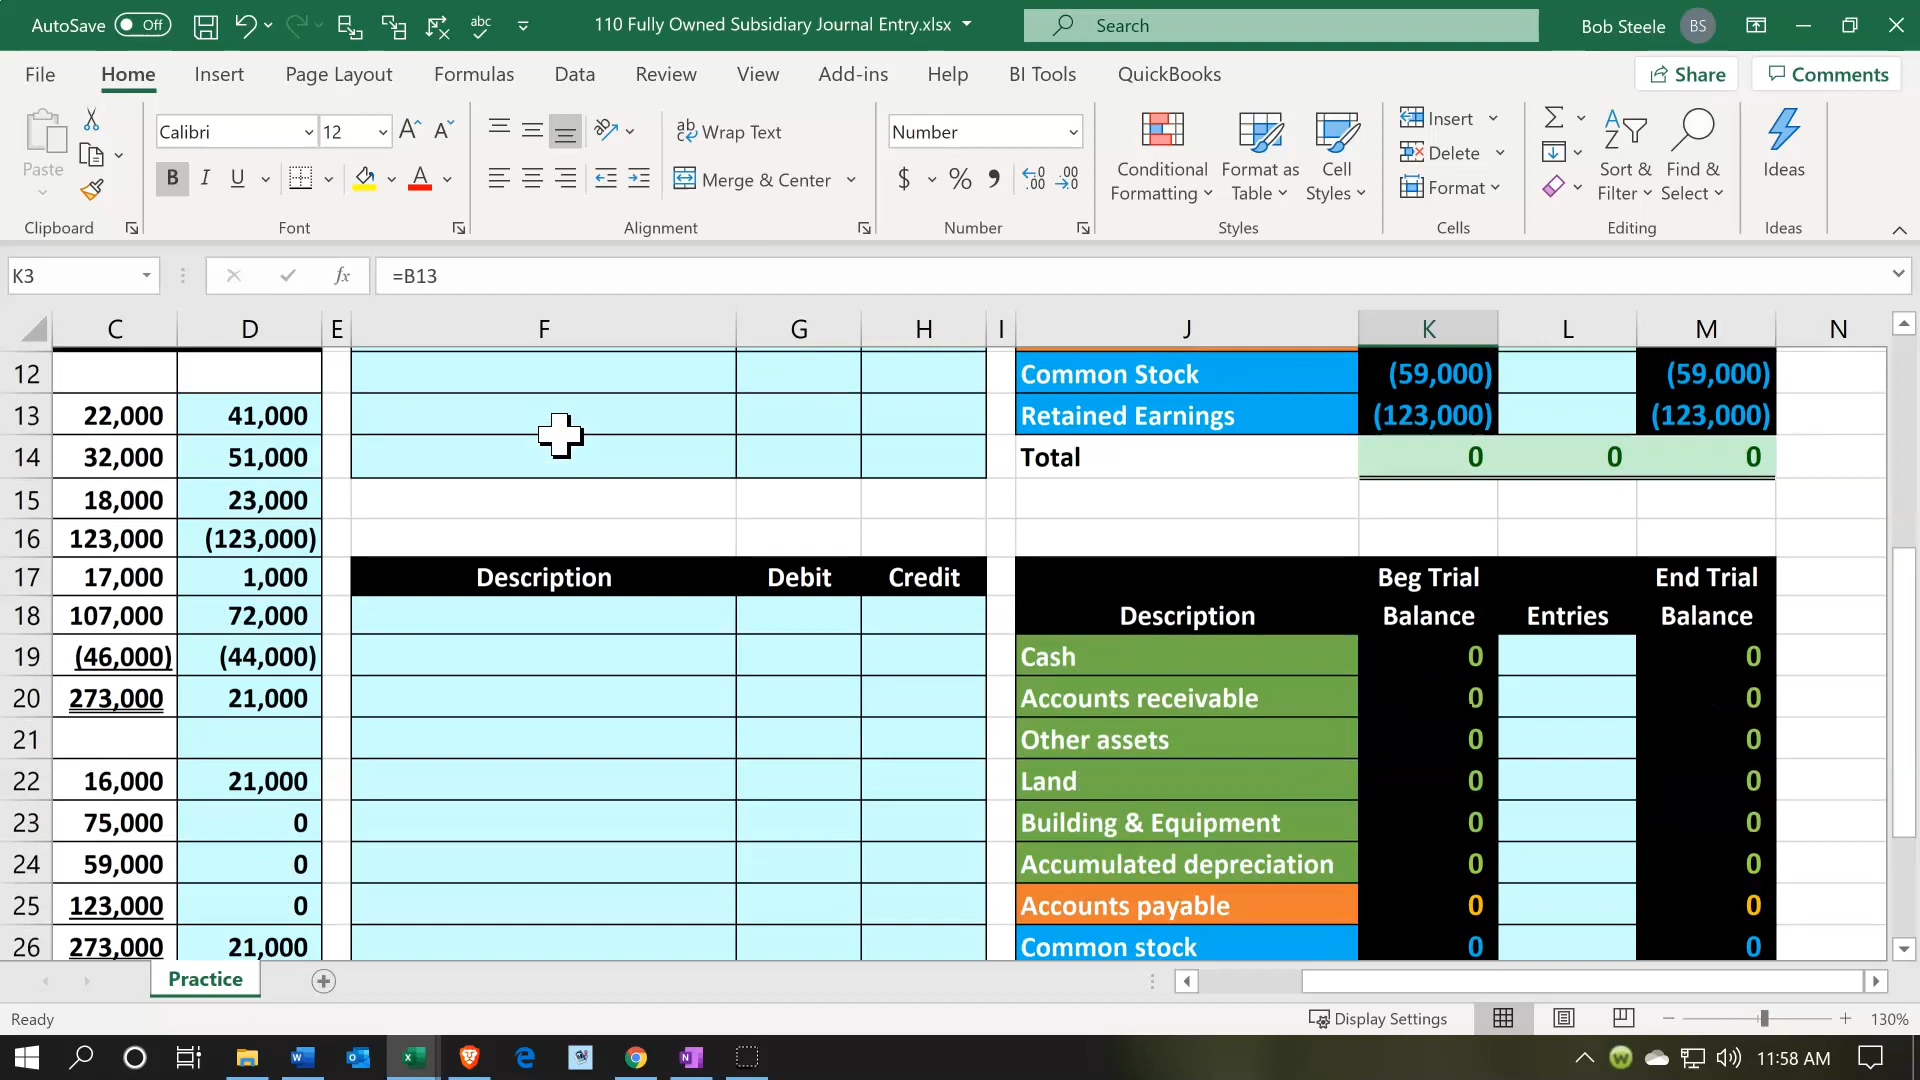 AutoSave Off 110 Fully Owned Subsidiary Journal Entry.xlsx Search Bob Steele BS
File Home Insert Page Layout Formulas Data Review View Add-ins Help BI Tools QuickBooks Share Comments
Paste Calibri 12 Wrap Text Number Conditional Formatting Format as Table Cell Styles Insert Sort & Filter Find & Select Ideas
B I U Merge & Center $ % Delete Format
Clipboard Font Alignment Number Styles Cells Editing Ideas
K3 fx =B13
C D E F G H I J K L M N
12 Common Stock (59,000) (59,000)
13 22,000 41,000 Retained Earnings (123,000) (123,000)
14 32,000 51,000 Total 0 0 0
15 18,000 23,000
16 123,000 (123,000)
17 17,000 1,000 Description Debit Credit Beg Trial End Trial
18 107,000 72,000 Description Balance Entries Balance
19 (46,000) (44,000) Cash 0 0
20 273,000 21,000 Accounts receivable 0 0
21 Other assets 0 0
22 16,000 21,000 Land 0 0
23 75,000 0 Building & Equipment 0 0
24 59,000 0 Accumulated depreciation 0 0
25 123,000 0 Accounts payable 0 0
26 273,000 21,000 Common stock 0 0
Practice
Ready Display Settings 130%
11:58 AM